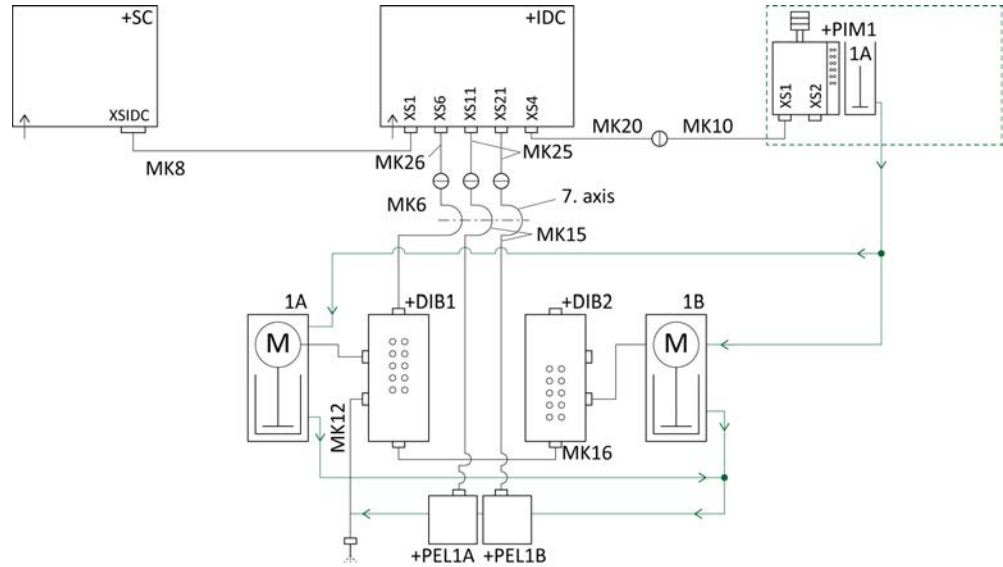 +SC
+IDC
+PIM1
1A
XSIDC
XS1
XS6
XS11
XS21
XS4
XS1
XS2
MK8
MK26
MK25
MK20
MK10
MK6
7. axis
MK15
1A
+DIB1
+DIB2
1B
M
M
MK12
MK16
+PEL1A
+PEL1B